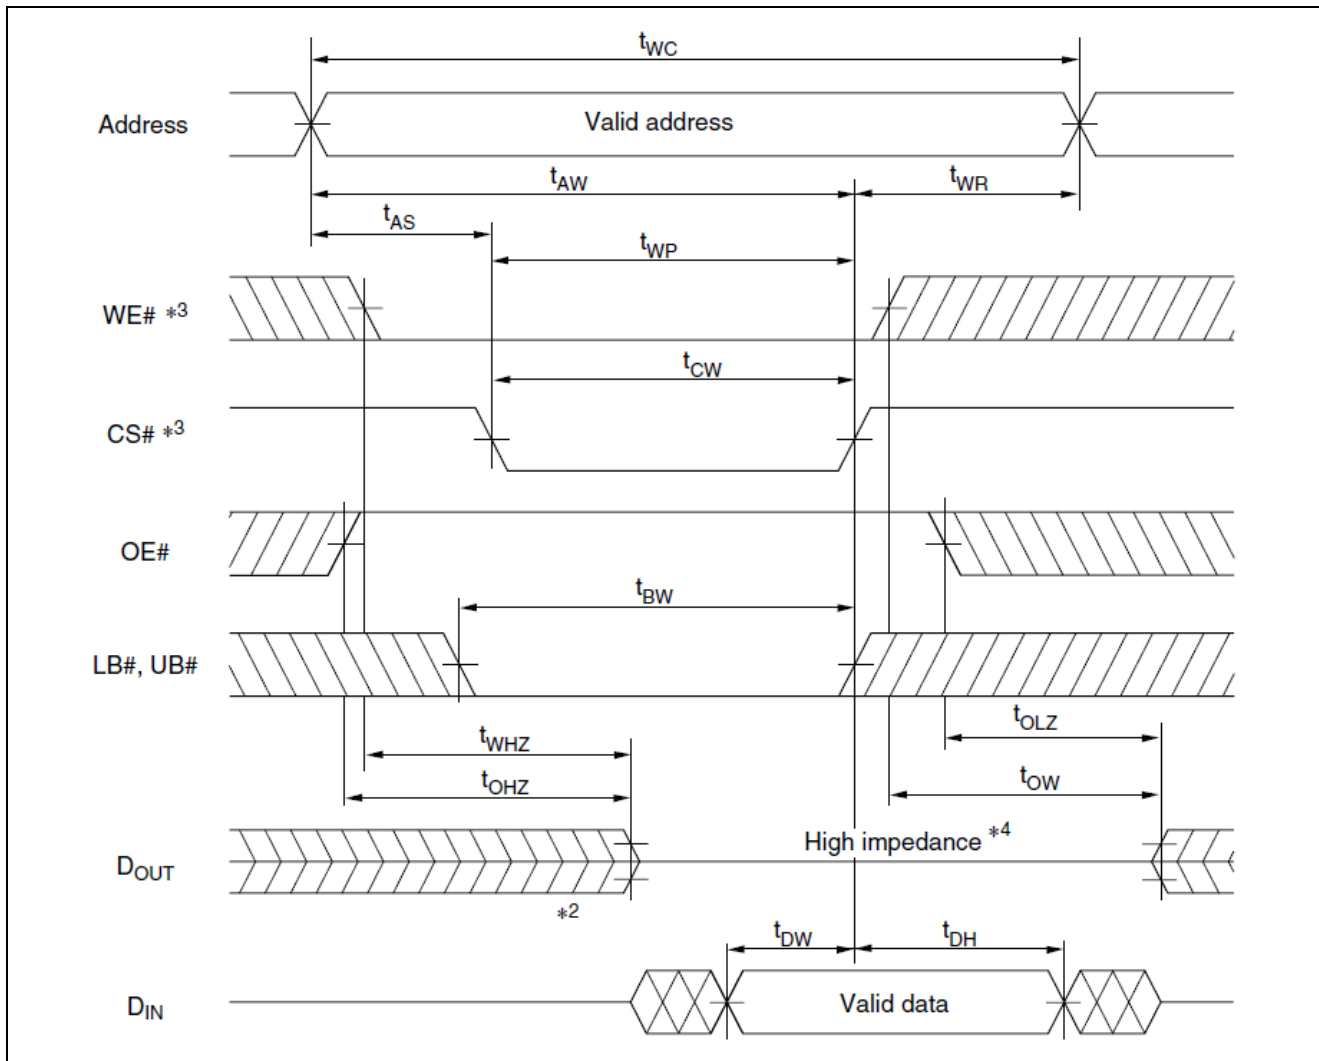 tWC
Address
Valid address
tAW
tWR
tAS
tWP
WE# *3
tCW
CS# *3
OE#
tBW
LB#, UB#
tOLZ
tWHZ
tOW
tOHZ
High impedance *4
DOUT
*2
tDW
tDH
DIN
Valid data